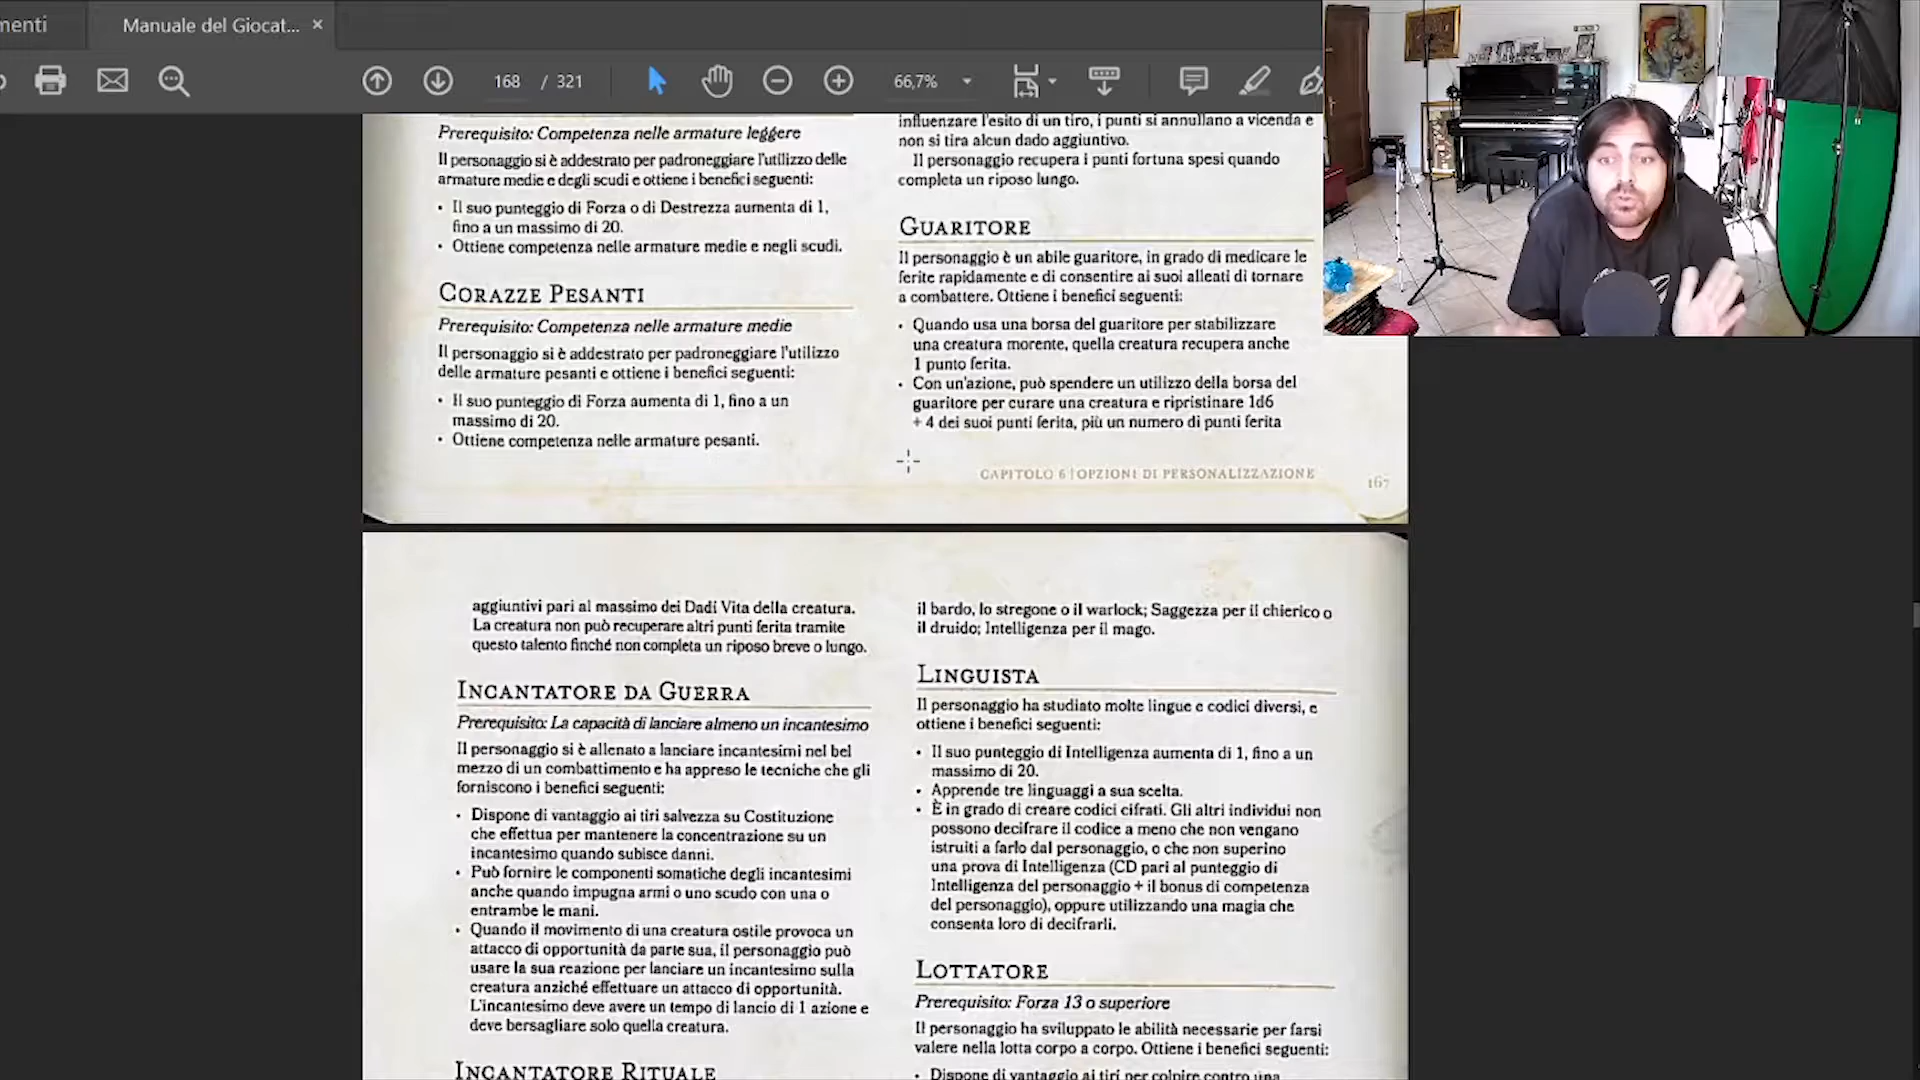 menti
Manuale del Giocat... ×
168 / 321
66,7%
Prerequisito: Competenza nelle armature leggere
Il personaggio si è addestrato per padroneggiare l'utilizzo delle
armature medie e degli scudi e ottiene i benefici seguenti:
• Il suo punteggio di Forza o di Destrezza aumenta di 1,
fino a un massimo di 20.
• Ottiene competenza nelle armature medie e negli scudi.
CORAZZE PESANTI
Prerequisito: Competenza nelle armature medie
Il personaggio si è addestrato per padroneggiare l'utilizzo
delle armature pesanti e ottiene i benefici seguenti:
• Il suo punteggio di Forza aumenta di 1, fino a un
massimo di 20.
• Ottiene competenza nelle armature pesanti.
influenzare l'esito di un tiro, i punti si annullano a vicenda e
non si tira alcun dado aggiuntivo.
Il personaggio recupera i punti fortuna spesi quando
completa un riposo lungo.
GUARITORE
Il personaggio è un abile guaritore, in grado di medicare le
ferite rapidamente e di consentire ai suoi alleati di tornare
a combattere. Ottiene i benefici seguenti:
• Quando usa una borsa del guaritore per stabilizzare
una creatura morente, quella creatura recupera anche
1 punto ferita.
• Con un'azione, può spendere un utilizzo della borsa del
guaritore per curare una creatura e ripristinare 1d6
+ 4 dei suoi punti ferita, più un numero di punti ferita
CAPITOLO 6 | OPZIONI DI PERSONALIZZAZIONE
167
aggiuntivi pari al massimo dei Dadi Vita della creatura.
La creatura non può recuperare altri punti ferita tramite
questo talento finché non completa un riposo breve o lungo.
INCANTATORE DA GUERRA
Prerequisito: La capacità di lanciare almeno un incantesimo
Il personaggio si è allenato a lanciare incantesimi nel bel
mezzo di un combattimento e ha appreso le tecniche che gli
forniscono i benefici seguenti:
• Dispone di vantaggio ai tiri salvezza su Costituzione
che effettua per mantenere la concentrazione su un
incantesimo quando subisce danni.
• Può fornire le componenti somatiche degli incantesimi
anche quando impugna armi o uno scudo con una o
entrambe le mani.
• Quando il movimento di una creatura ostile provoca un
attacco di opportunità da parte sua, il personaggio può
usare la sua reazione per lanciare un incantesimo sulla
creatura anziché effettuare un attacco di opportunità.
L'incantesimo deve avere un tempo di lancio di 1 azione e
deve bersagliare solo quella creatura.
INCANTATORE RITUALE
il bardo, lo stregone o il warlock; Saggezza per il chierico o
il druido; Intelligenza per il mago.
LINGUISTA
Il personaggio ha studiato molte lingue e codici diversi, e
ottiene i benefici seguenti:
• Il suo punteggio di Intelligenza aumenta di 1, fino a un
massimo di 20.
• Apprende tre linguaggi a sua scelta.
• È in grado di creare codici cifrati. Gli altri individui non
possono decifrare il codice a meno che non vengano
istruiti a farlo dal personaggio, o che non superino
una prova di Intelligenza (CD pari al punteggio di
Intelligenza del personaggio + il bonus di competenza
del personaggio), oppure utilizzando una magia che
consenta loro di decifrarli.
LOTTATORE
Prerequisito: Forza 13 o superiore
Il personaggio ha sviluppato le abilità necessarie per farsi
valere nella lotta corpo a corpo. Ottiene i benefici seguenti:
• Dispone di vantaggio ai tiri per colpire contro una